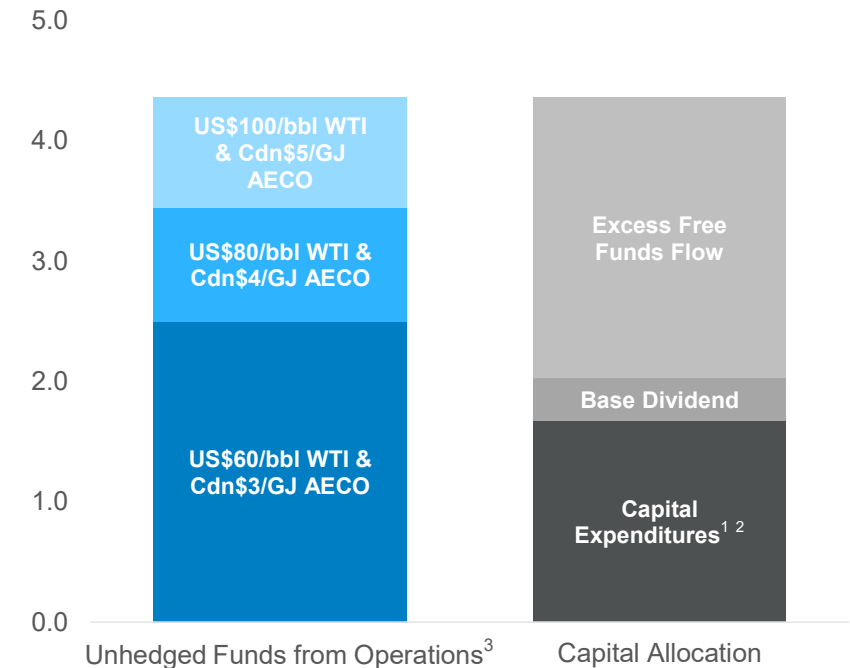 5.0
4.0
3.0
2.0
1.0
0.0
US$100/bbl WTI
& Cdn$5/GJ
AECO
US$80/bbl WTI &
Cdn$4/GJ AECO
US$60/bbl WTI &
Cdn$3/GJ AECO
Excess Free
Funds Flow
Base Dividend
Capital
Expenditures¹ ²
Unhedged Funds from Operations³
Capital Allocation